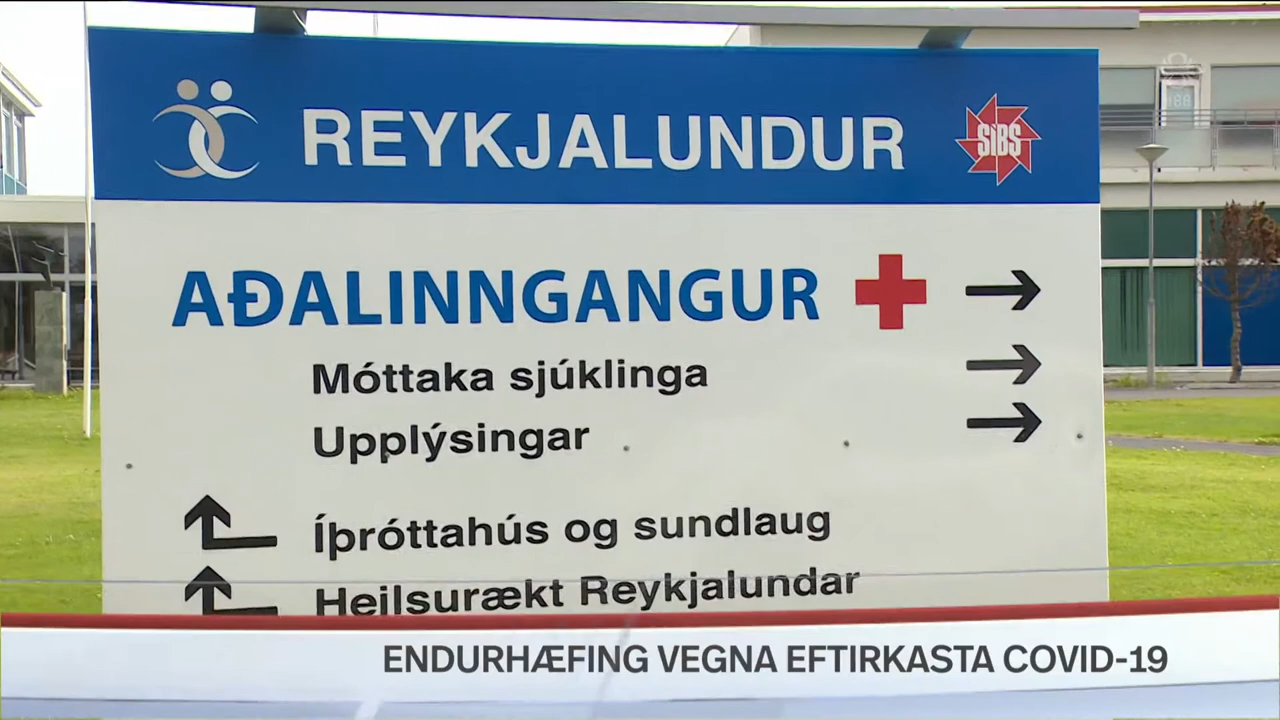 REYKJALUNDUR
SÍBS
AÐALINNGANGUR
Móttaka sjúklinga
Upplýsingar
Íþróttahús og sundlaug
Heilsurækt Reykjalundar
ENDURHÆFING VEGNA EFTIRKASTA COVID-19